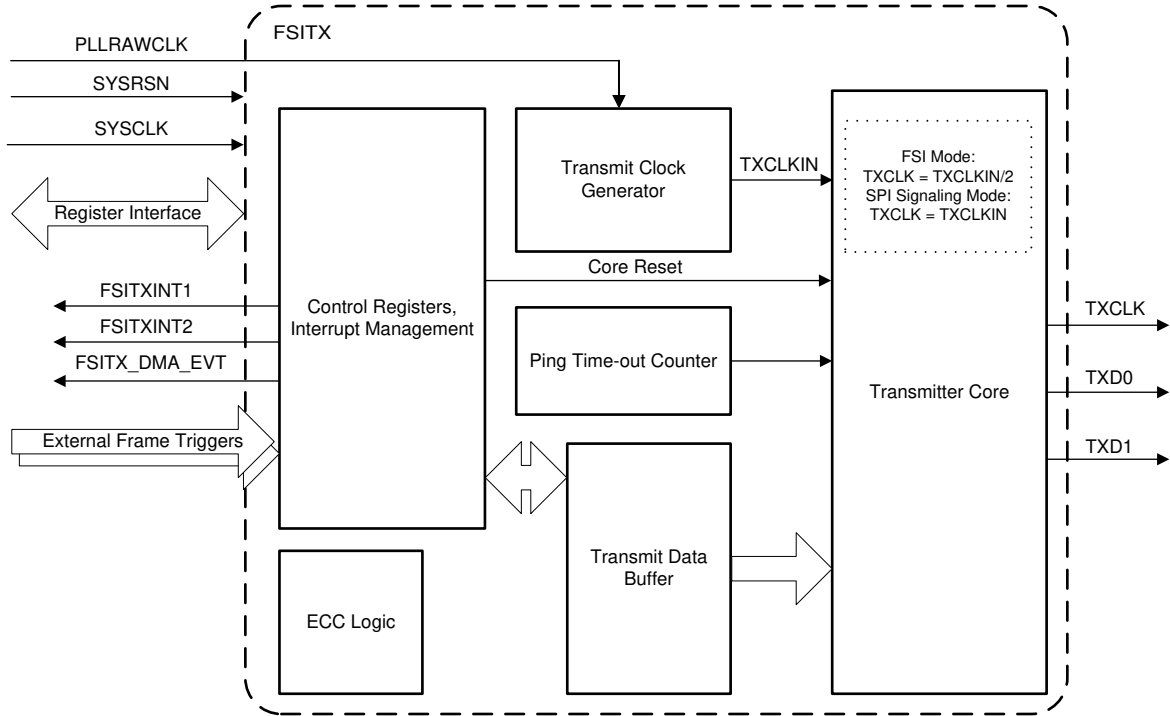 FSITX
PLLRAWCLK
SYSRSN
SYSCLK
Register Interface
FSITXINT1
FSITXINT2
FSITX_DMA_EVT
External Frame Triggers
Control Registers,
Interrupt Management
ECC Logic
Transmit Clock
Generator
TXCLKIN
Core Reset
Ping Time-out Counter
Transmit Data
Buffer
FSI Mode:
TXCLK = TXCLKIN/2
SPI Signaling Mode:
TXCLK = TXCLKIN
Transmitter Core
TXCLK
TXD0
TXD1